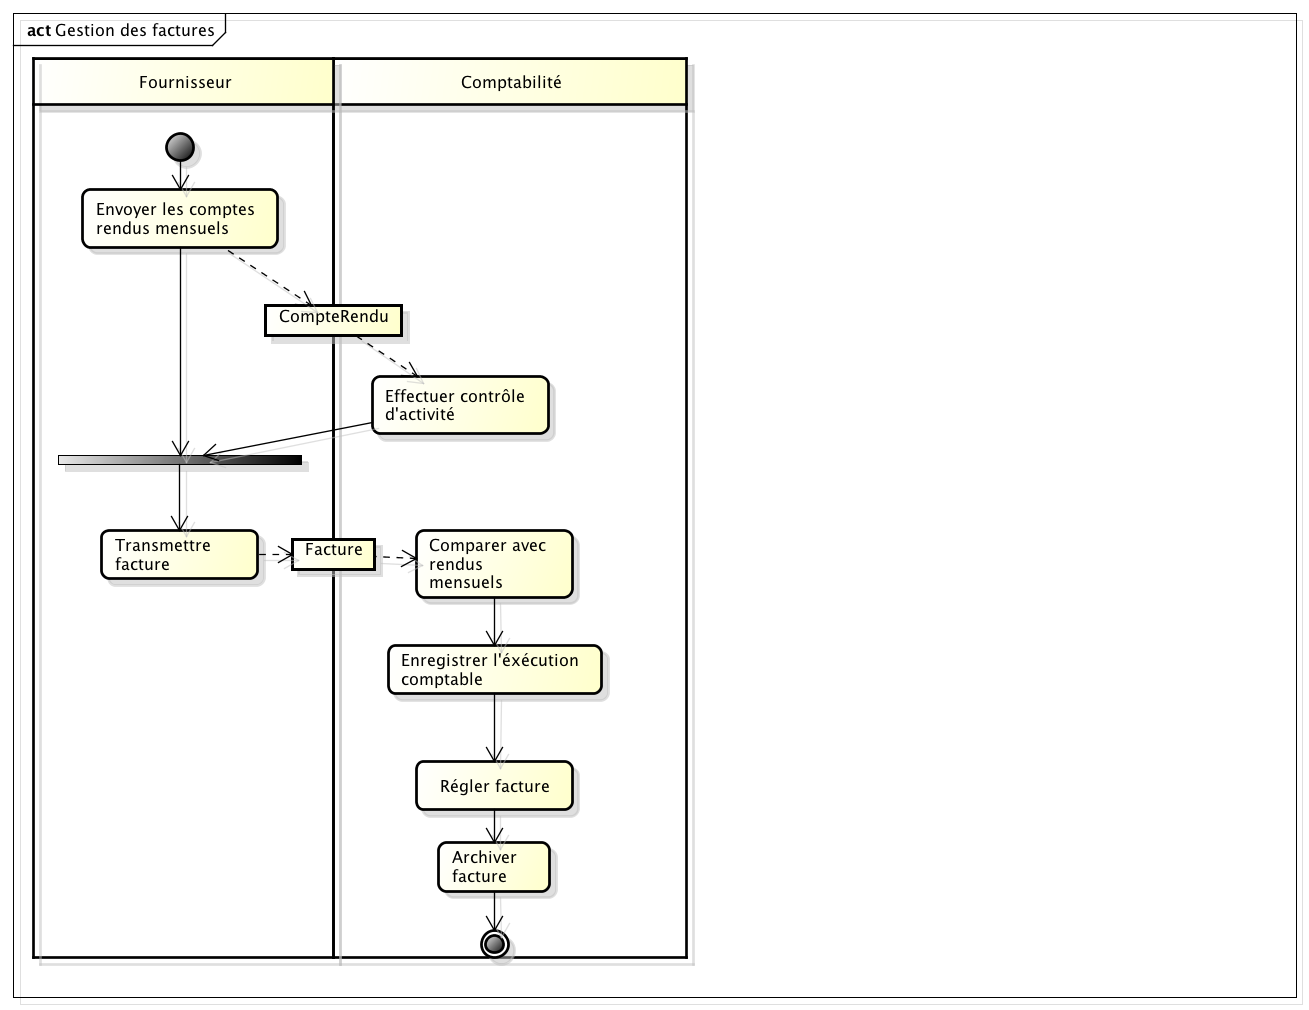 act Gestion des factures
Fournisseur
Comptabilité
Envoyer les comptes
rendus mensuels
CompteRendu
Effectuer contrôle
d'activité
Transmettre
facture
Facture
Comparer avec
rendus
mensuels
Enregistrer l'éxécution
comptable
Régler facture
Archiver
facture